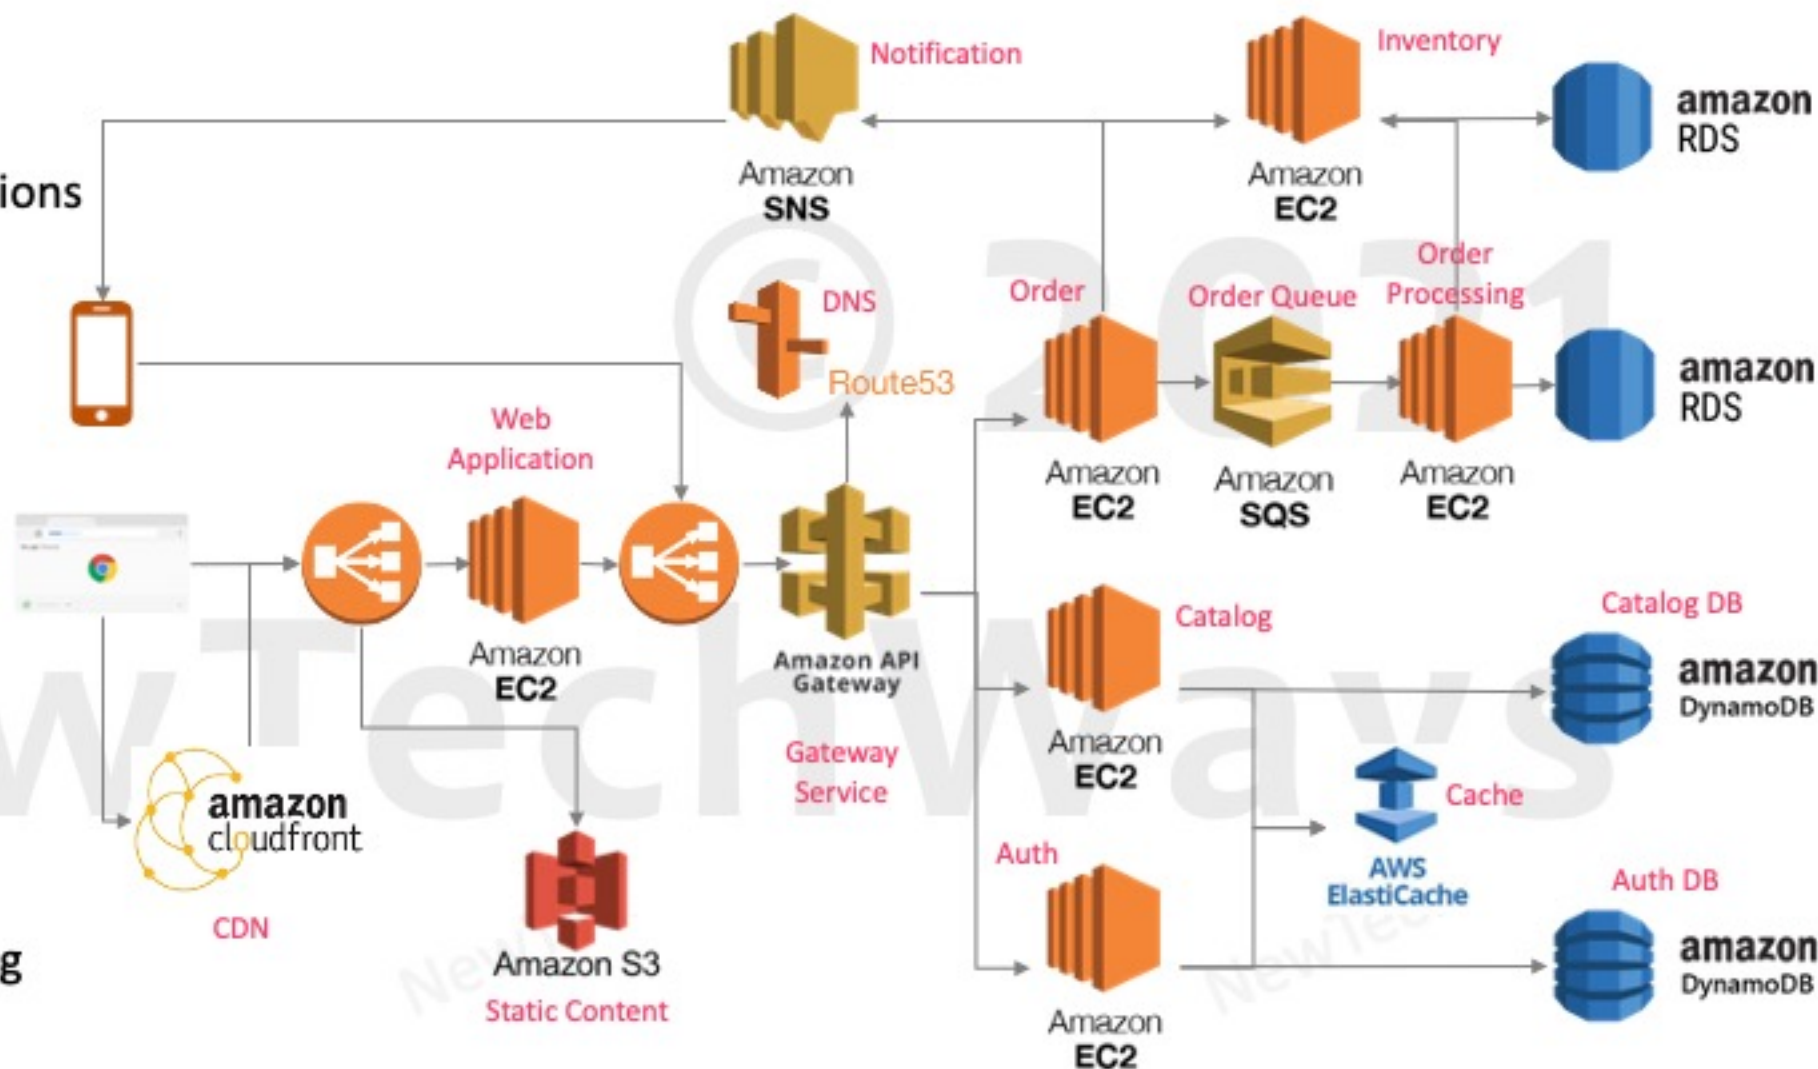 Notification
Inventory
amazon
RDS
Amazon
SNS
Amazon
EC2
ions
DNS
Route53
Order
Order Queue
Order
Processing
amazon
RDS
Web
Application
Amazon
EC2
Amazon
SQS
Amazon
EC2
Amazon
EC2
Amazon API
Gateway
Gateway
Service
Catalog
Amazon
EC2
Catalog DB
amazon
DynamoDB
amazon
cloudfront
CDN
Amazon S3
Static Content
Cache
AWS
ElastiCache
Auth
Amazon
EC2
Auth DB
amazon
DynamoDB
g
© 2021
wTechWays
New
NewTec